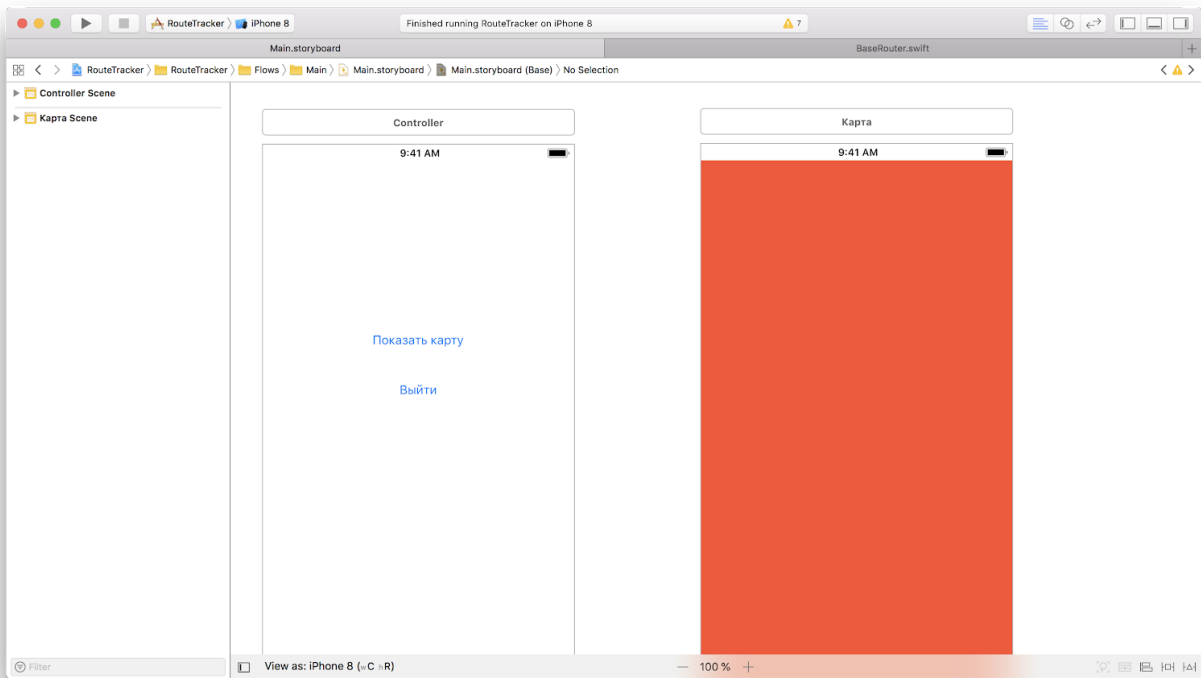 RouteTracker iPhone 8 Finished running RouteTracker on iPhone 8 7
Main.storyboard BaseRouter.swift
RouteTracker RouteTracker Flows Main Main.storyboard Main.storyboard (Base) No Selection
Controller Scene
Карта Scene
Controller
9:41 AM
Показать карту
Выйти
Карта
9:41 AM
Filter
View as: iPhone 8 (wC hR)
100 %